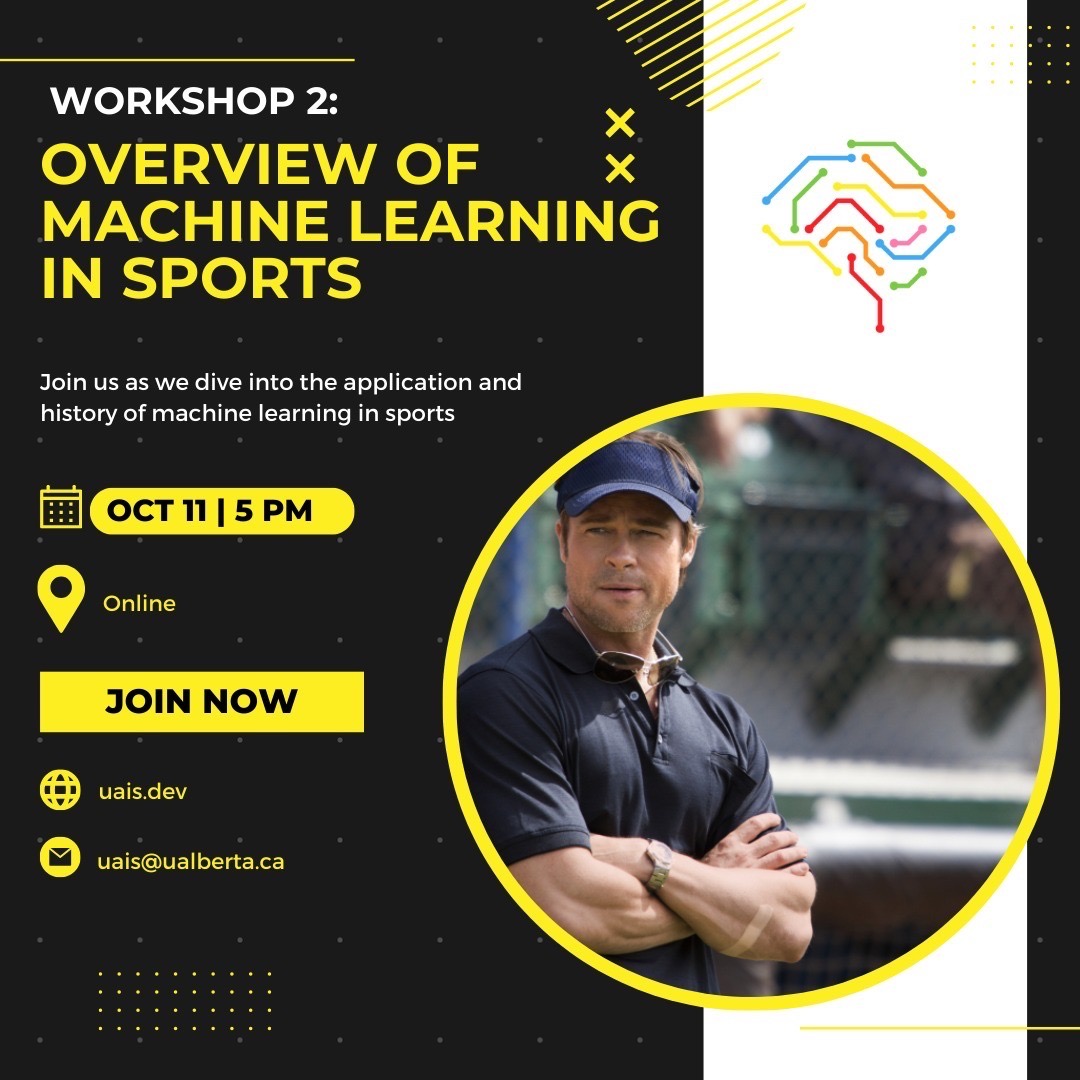 WORKSHOP 2:
OVERVIEW OF
MACHINE LEARNING
IN SPORTS
Join us as we dive into the application and
history of machine learning in sports
OCT 11 | 5 PM
Online
JOIN NOW
uais.dev
uais@ualberta.ca